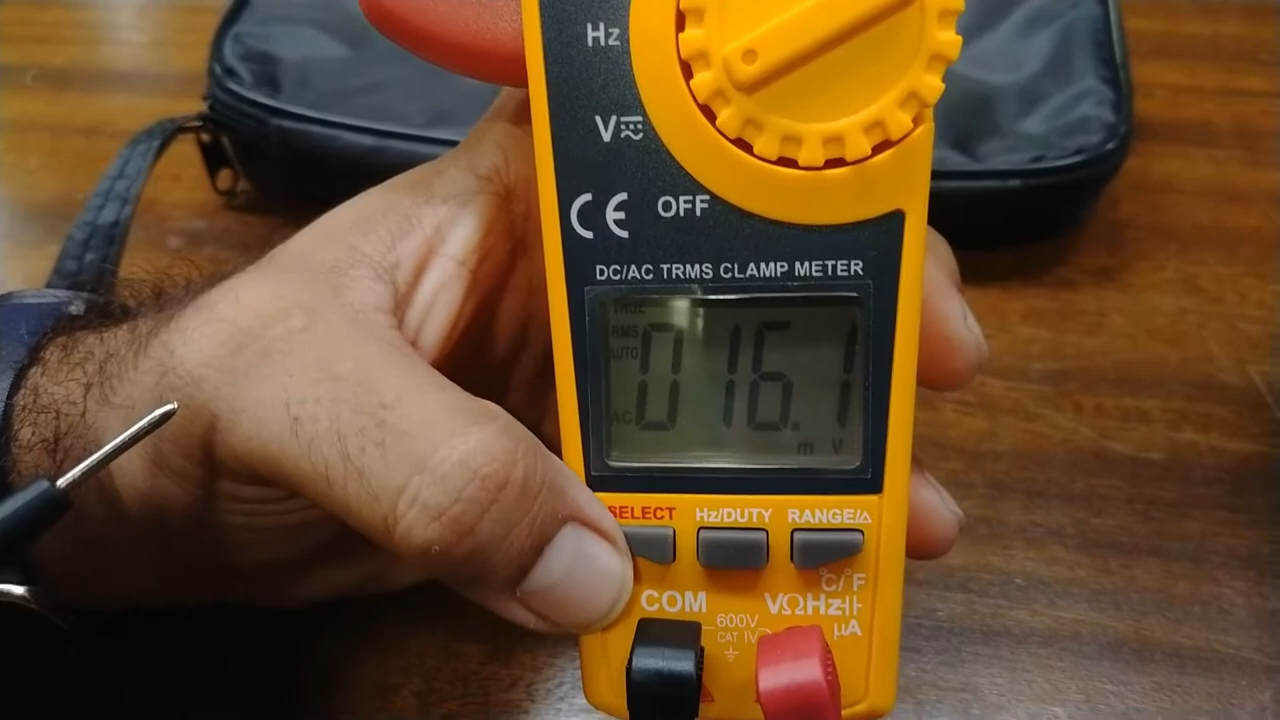 Hz
V
CE OFF
DC/AC TRMS CLAMP METER
TRUE
RMS
AUTO
AC
016.1
m V
SELECT Hz/DUTY RANGE/△
°C/°F
COM VΩHz
600V
CAT IV
μA